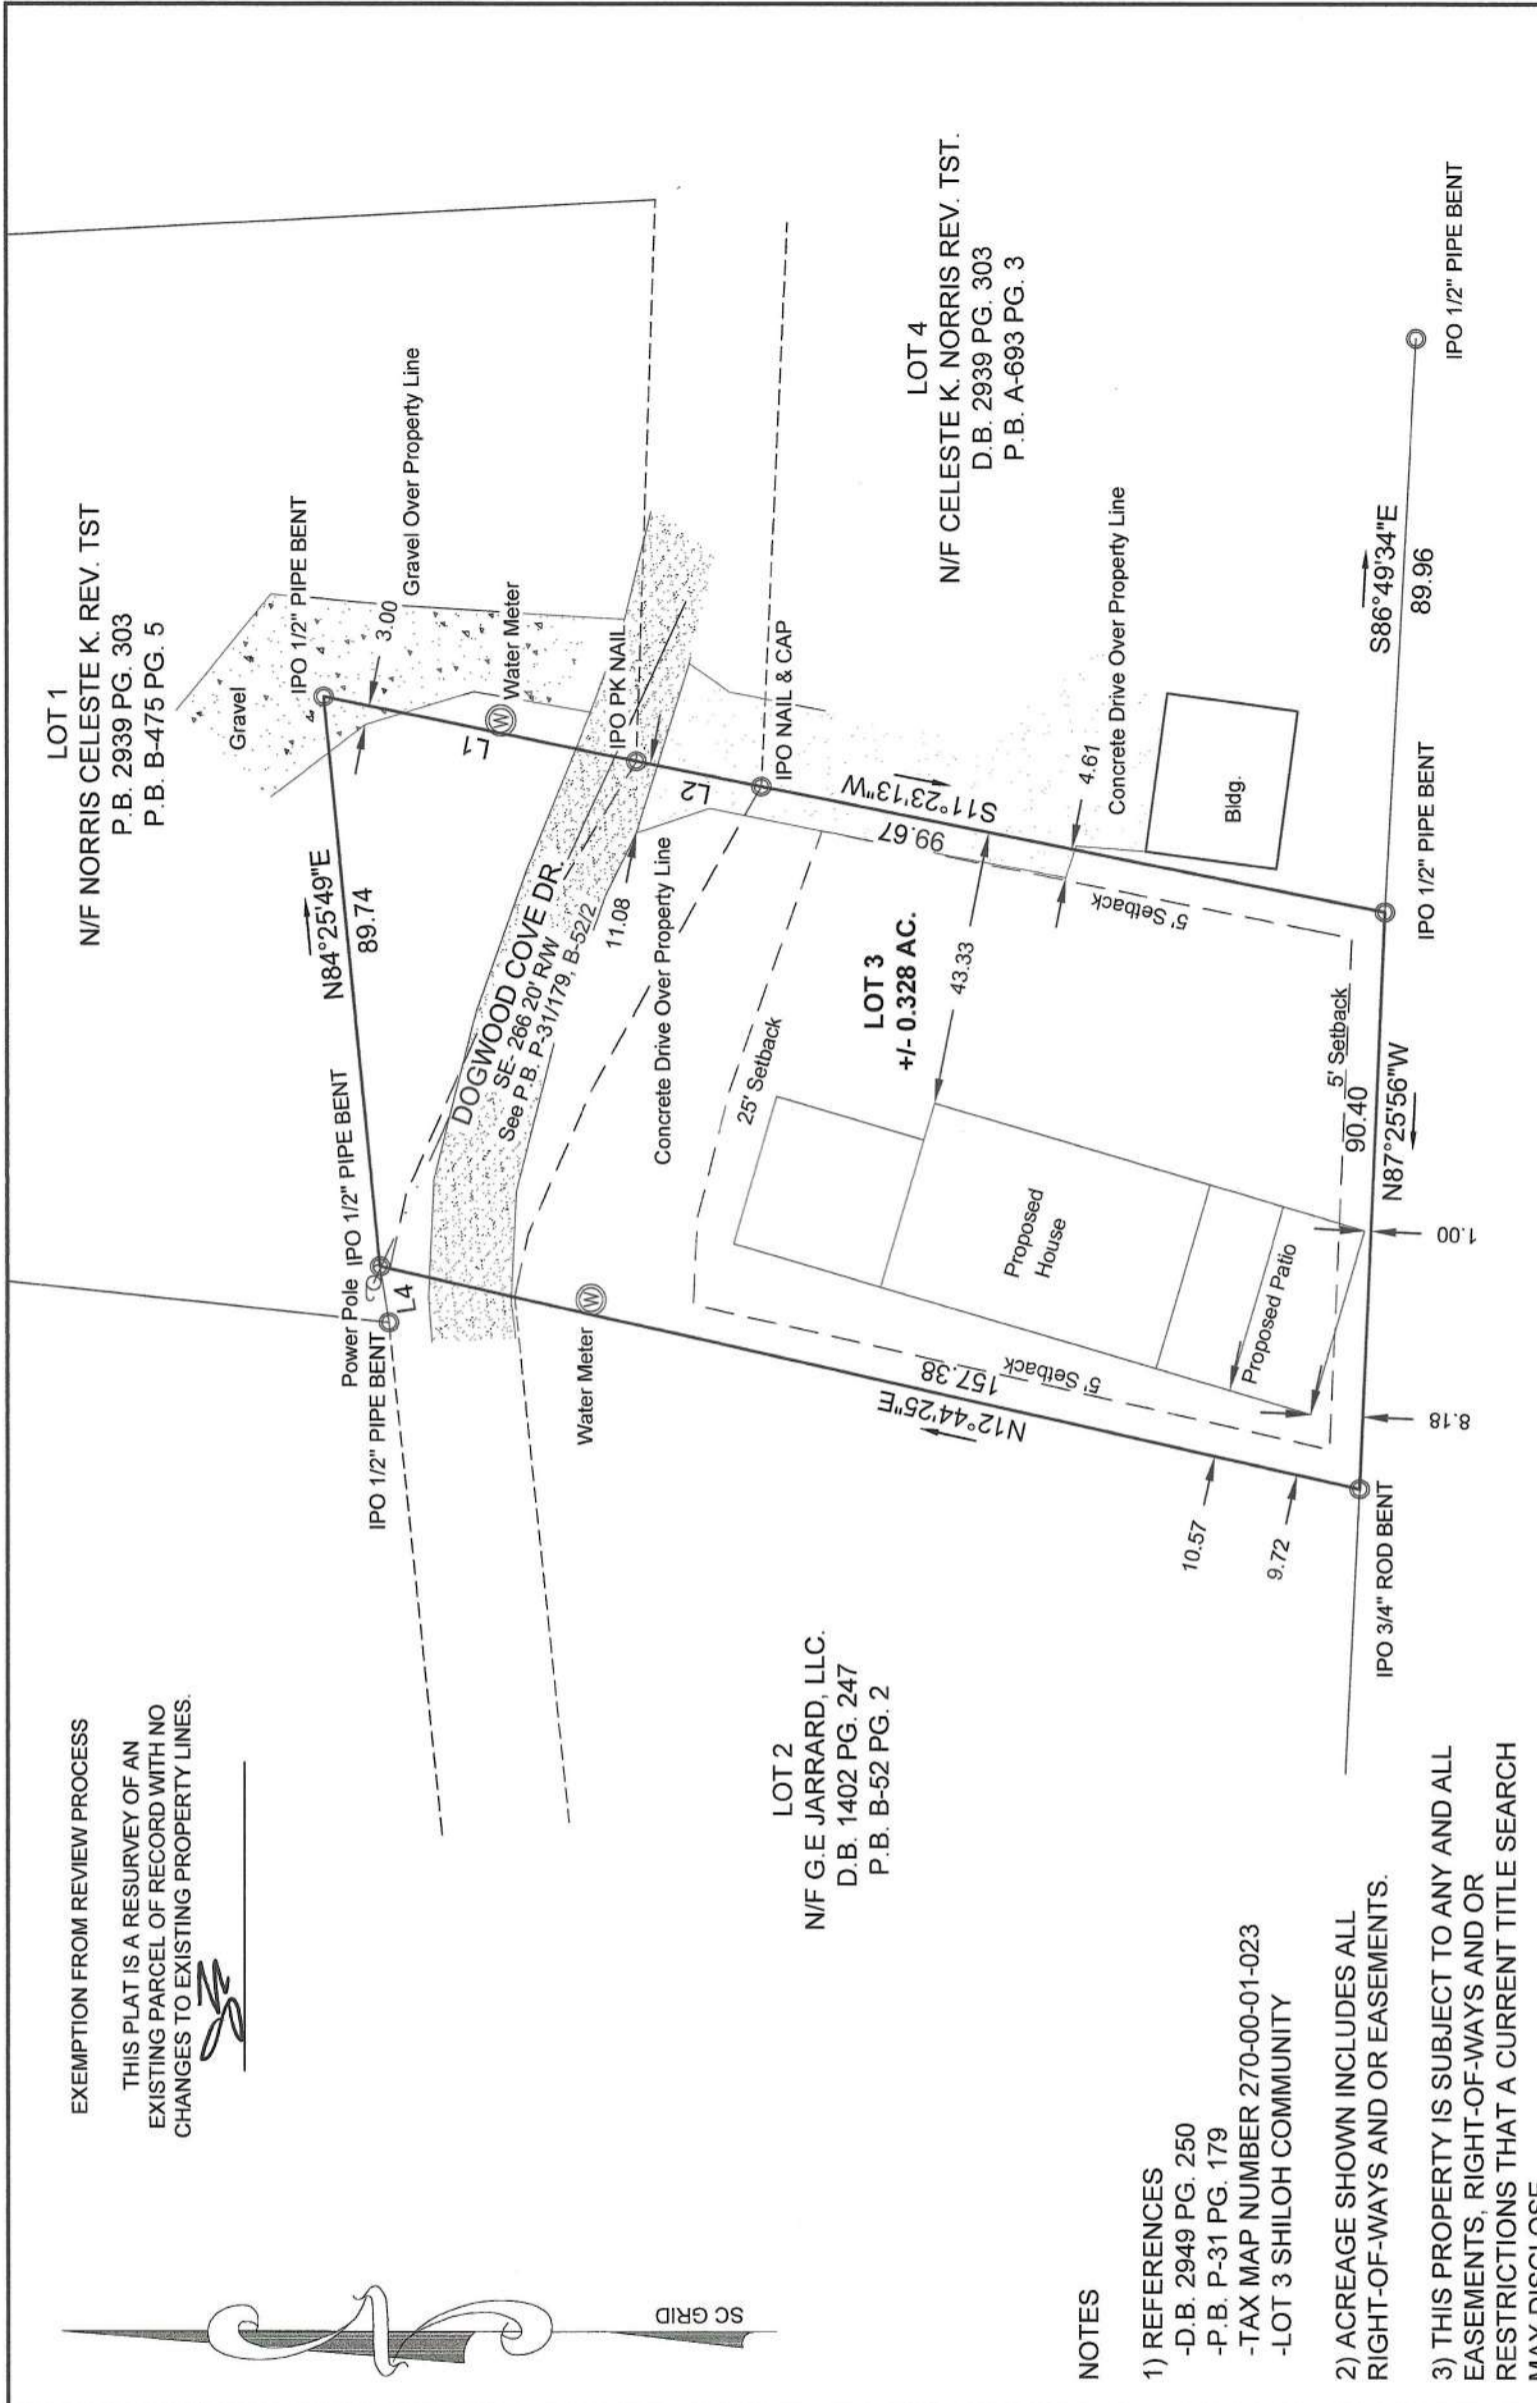 EXEMPTION FROM REVIEW PROCESS
THIS PLAT IS A RESURVEY OF AN
EXISTING PARCEL OF RECORD WITH NO
CHANGES TO EXISTING PROPERTY LINES.
SC GRID
LOT 1
N/F NORRIS CELESTE K. REV. TST
P.B. 2939 PG. 303
P.B. B-475 PG. 5
Gravel
IPO 1/2" PIPE BENT
3.00
Gravel Over Property Line
N84°25'49"E
89.74
L1
Water Meter
IPO PK NAIL
Power Pole
IPO 1/2" PIPE BENT
L4
IPO 1/2" PIPE BENT
DOGWOOD COVE DR.
SE- 266 20' R/W
See P.B. P-31/179, B-52/2
11.08
L2
IPO NAIL & CAP
Concrete Drive Over Property Line
Water Meter
LOT 4
N/F CELESTE K. NORRIS REV. TST.
D.B. 2939 PG. 303
P.B. A-693 PG. 3
S11°23'13"W
99.67
4.61
Concrete Drive Over Property Line
Bldg.
25' Setback
LOT 3
+/- 0.328 AC.
43.33
5' Setback
Proposed
House
Proposed Patio
5' Setback
157.38
N12°44'25"E
5' Setback
90.40
N87°25'56"W
1.00
8.18
10.57
9.72
IPO 3/4" ROD BENT
IPO 1/2" PIPE BENT
S86°49'34"E
89.96
IPO 1/2" PIPE BENT
LOT 2
N/F G.E JARRARD, LLC.
D.B. 1402 PG. 247
P.B. B-52 PG. 2
NOTES
1) REFERENCES
-D.B. 2949 PG. 250
-P.B. P-31 PG. 179
-TAX MAP NUMBER 270-00-01-023
-LOT 3 SHILOH COMMUNITY
2) ACREAGE SHOWN INCLUDES ALL
RIGHT-OF-WAYS AND OR EASEMENTS.
3) THIS PROPERTY IS SUBJECT TO ANY AND ALL
EASEMENTS, RIGHT-OF-WAYS AND OR
RESTRICTIONS THAT A CURRENT TITLE SEARCH
MAY DISCLOSE